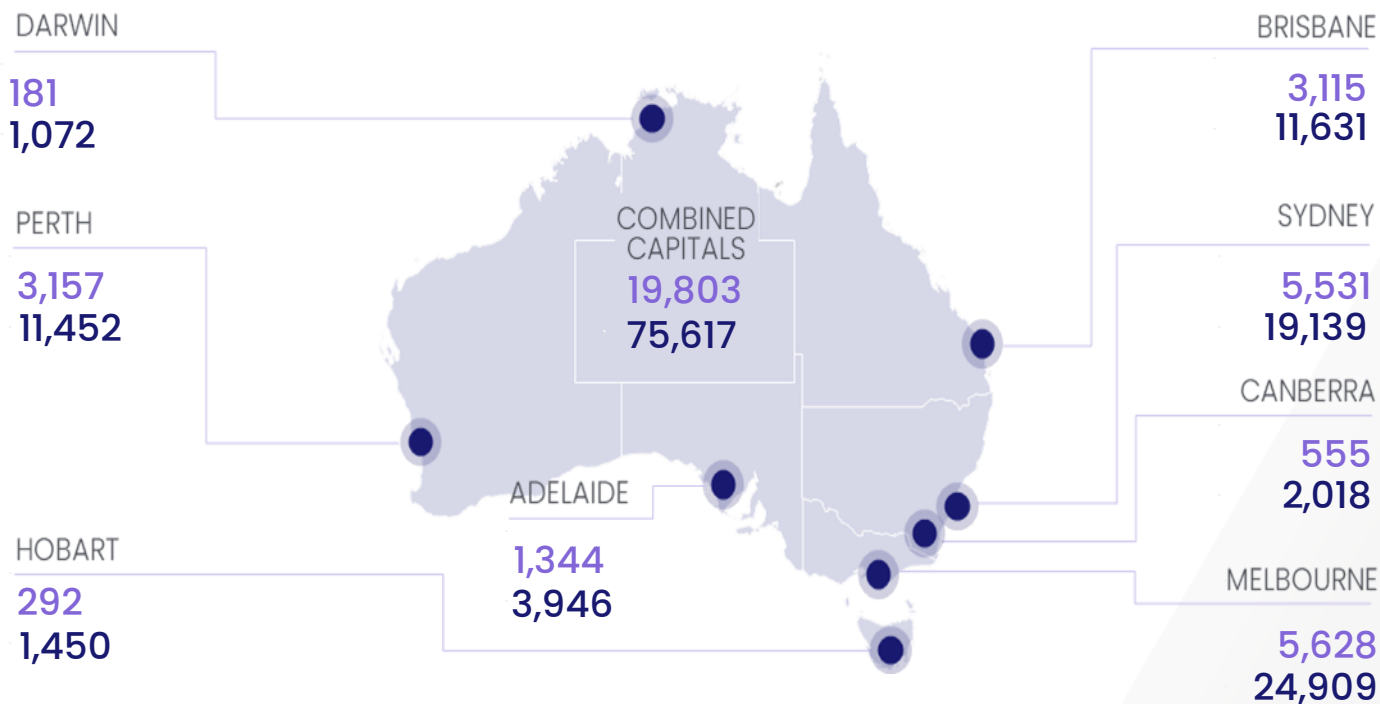 DARWIN
181
1,072
PERTH
3,157
11,452
HOBART
292
1,450
COMBINED
CAPITALS
19,803
75,617
ADELAIDE
1,344
3,946
BRISBANE
3,115
11,631
SYDNEY
5,531
19,139
CANBERRA
555
2,018
MELBOURNE
5,628
24,909